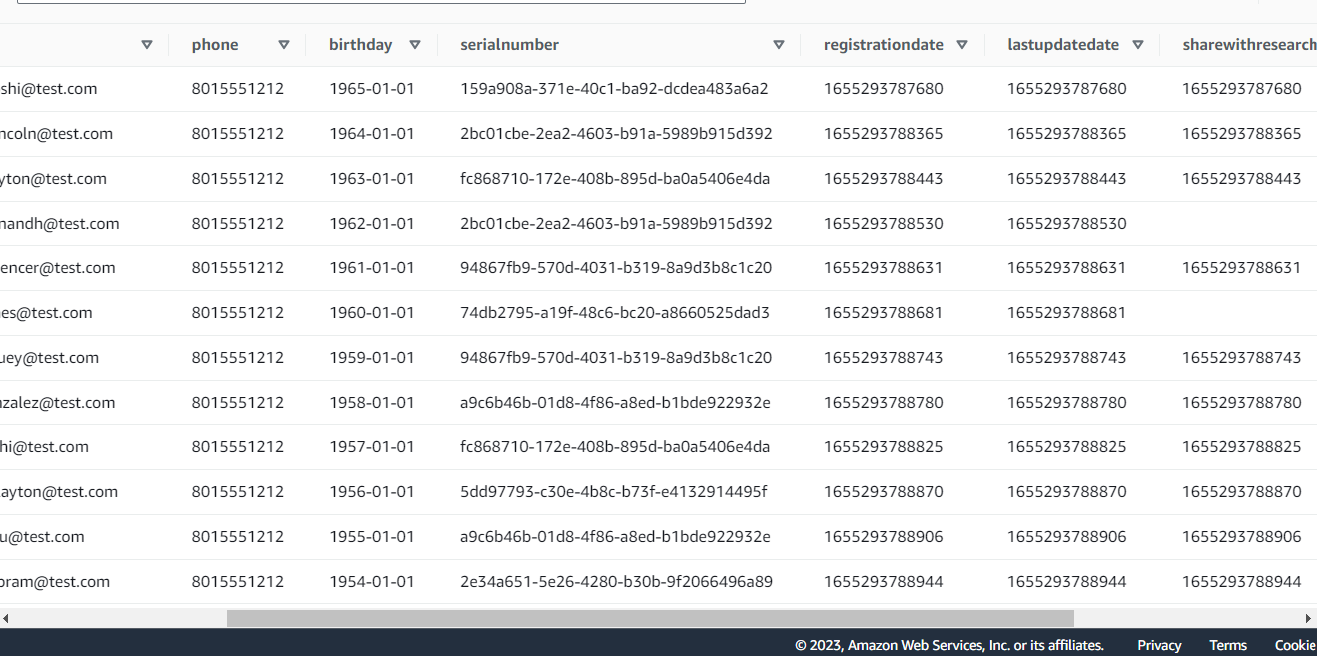 phone birthday serialnumber registrationdate lastupdatedate sharewithresearch
shi@test.com 8015551212 1965-01-01 159a908a-371e-40c1-ba92-dcdea483a6a2 1655293787680 1655293787680 1655293787680
ncoln@test.com 8015551212 1964-01-01 2bc01cbe-2ea2-4603-b91a-5989b915d392 1655293788365 1655293788365 1655293788365
yton@test.com 8015551212 1963-01-01 fc868710-172e-408b-895d-ba0a5406e4da 1655293788443 1655293788443 1655293788443
nandh@test.com 8015551212 1962-01-01 2bc01cbe-2ea2-4603-b91a-5989b915d392 1655293788530 1655293788530
encer@test.com 8015551212 1961-01-01 94867fb9-570d-4031-b319-8a9d3b8c1c20 1655293788631 1655293788631 1655293788631
es@test.com 8015551212 1960-01-01 74db2795-a19f-48c6-bc20-a8660525dad3 1655293788681 1655293788681
uey@test.com 8015551212 1959-01-01 94867fb9-570d-4031-b319-8a9d3b8c1c20 1655293788743 1655293788743 1655293788743
nzalez@test.com 8015551212 1958-01-01 a9c6b46b-01d8-4f86-a8ed-b1bde922932e 1655293788780 1655293788780 1655293788780
hi@test.com 8015551212 1957-01-01 fc868710-172e-408b-895d-ba0a5406e4da 1655293788825 1655293788825 1655293788825
layton@test.com 8015551212 1956-01-01 5dd97793-c30e-4b8c-b73f-e4132914495f 1655293788870 1655293788870 1655293788870
u@test.com 8015551212 1955-01-01 a9c6b46b-01d8-4f86-a8ed-b1bde922932e 1655293788906 1655293788906 1655293788906
oram@test.com 8015551212 1954-01-01 2e34a651-5e26-4280-b30b-9f2066496a89 1655293788944 1655293788944 1655293788944
© 2023, Amazon Web Services, Inc. or its affiliates. Privacy Terms Cookie